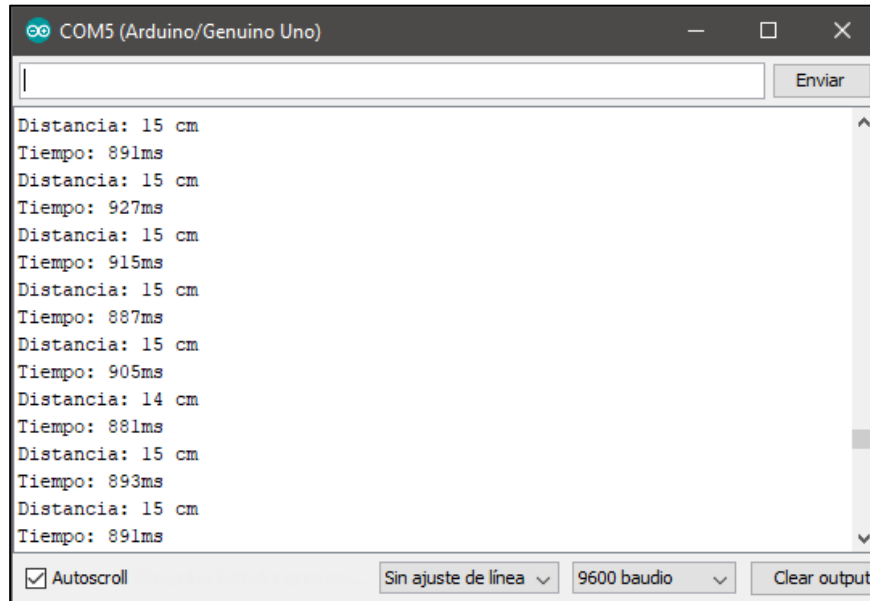 COM5 (Arduino/Genuino Uno)
Enviar
Distancia: 15 cm
Tiempo: 891ms
Distancia: 15 cm
Tiempo: 927ms
Distancia: 15 cm
Tiempo: 915ms
Distancia: 15 cm
Tiempo: 887ms
Distancia: 15 cm
Tiempo: 905ms
Distancia: 14 cm
Tiempo: 881ms
Distancia: 15 cm
Tiempo: 893ms
Distancia: 15 cm
Tiempo: 891ms
Autoscroll Sin ajuste de línea 9600 baudio Clear output